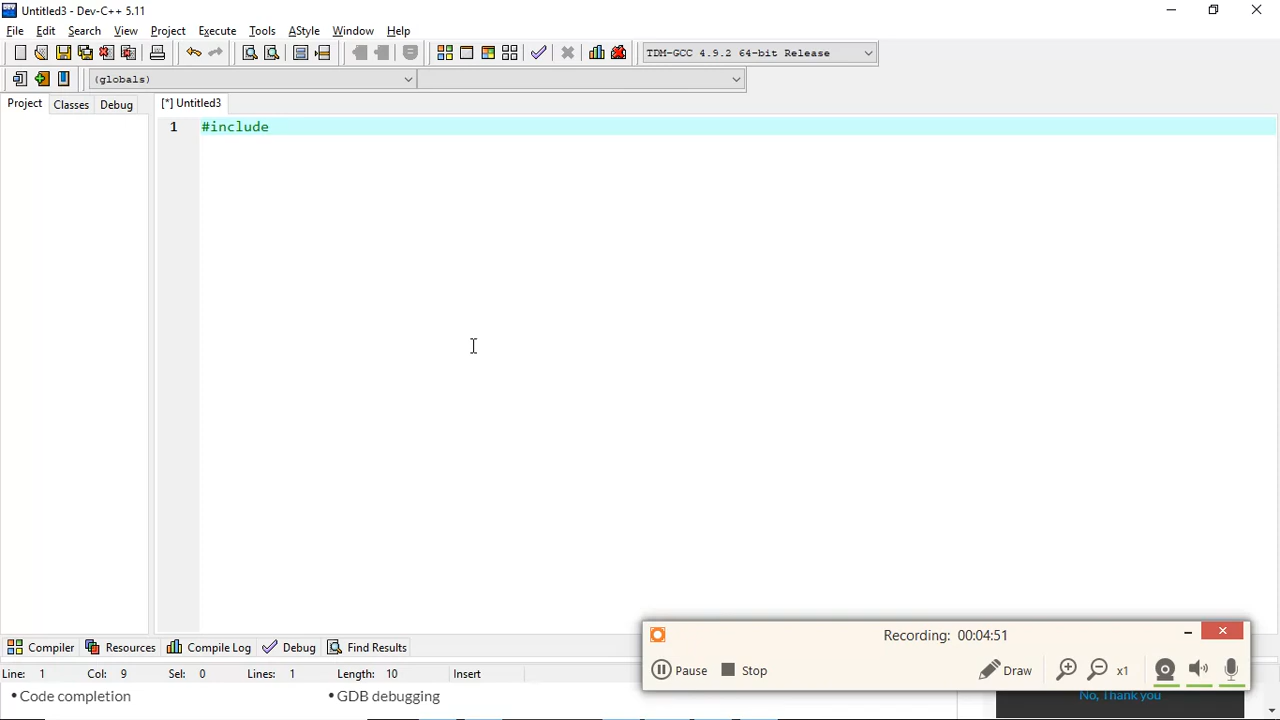 Untitled3 - Dev-C++ 5.11
File Edit Search View Project Execute Tools AStyle Window Help
TDM-GCC 4.9.2 64-bit Release
(globals)
Project Classes Debug [*] Untitled3
1 #include
Compiler Resources Compile Log Debug Find Results
Recording: 00:04:51
Pause Stop Draw x1
Line: 1 Col: 9 Sel: 0 Lines: 1 Length: 10 Insert
• Code completion • GDB debugging
No, Thank you